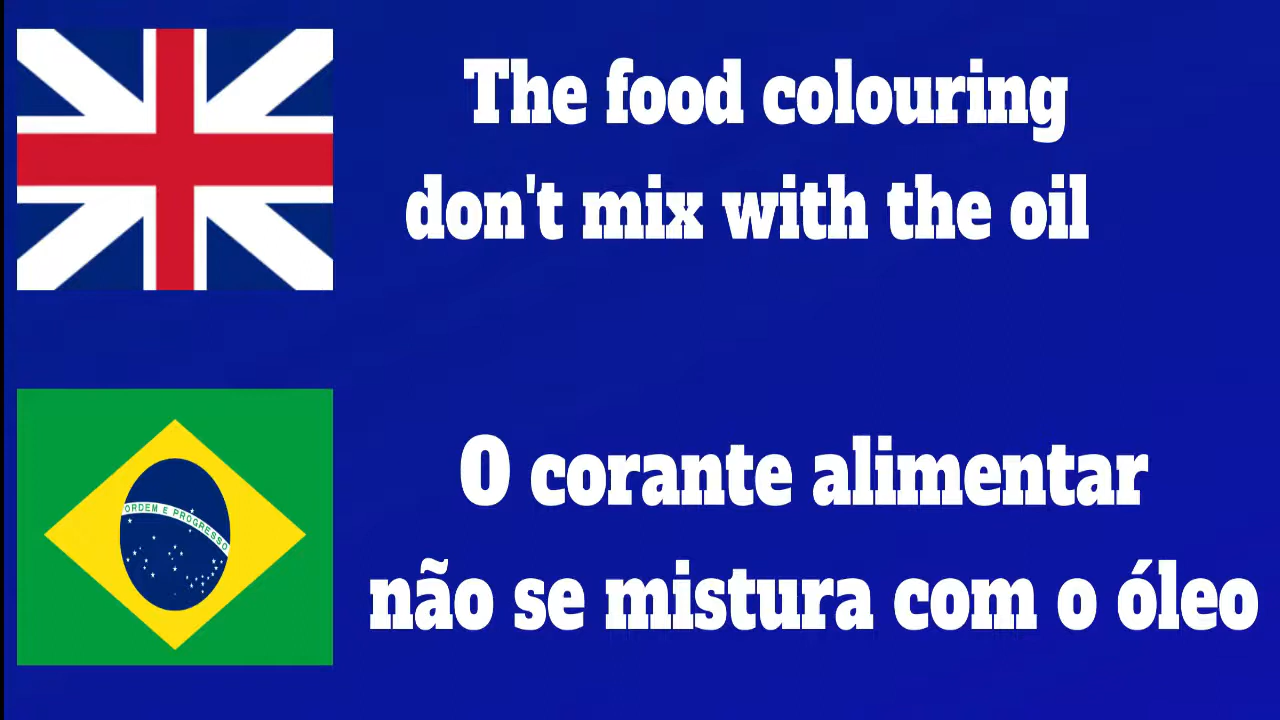 The food colouring
don't mix with the oil
O corante alimentar
não se mistura com o óleo
ORDEM E PROGRESSO